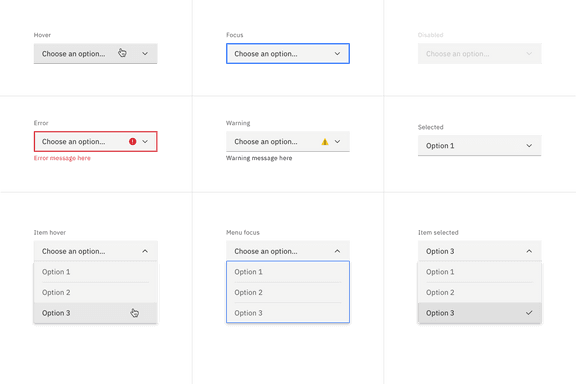 Hover
Choose an option...
Focus
Choose an option...
Disabled
Choose an option...
Error
Choose an option...
Error message here
Warning
Choose an option...
Warning message here
Selected
Option 1
Item hover
Choose an option...
Option 1
Option 2
Option 3
Menu focus
Choose an option...
Option 1
Option 2
Option 3
Item selected
Option 3
Option 1
Option 2
Option 3